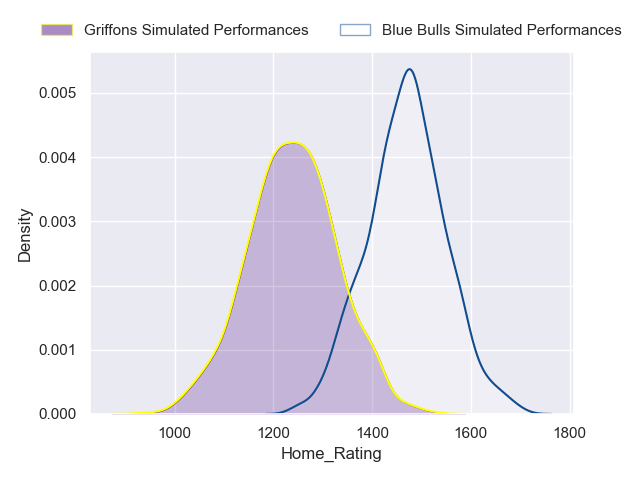 Griffons Simulated Performances Blue Bulls Simulated Performances
0.005
0.004
0.003
0.002
0.001
0.000
Density
1000 1200 1400 1600 1800
Home_Rating